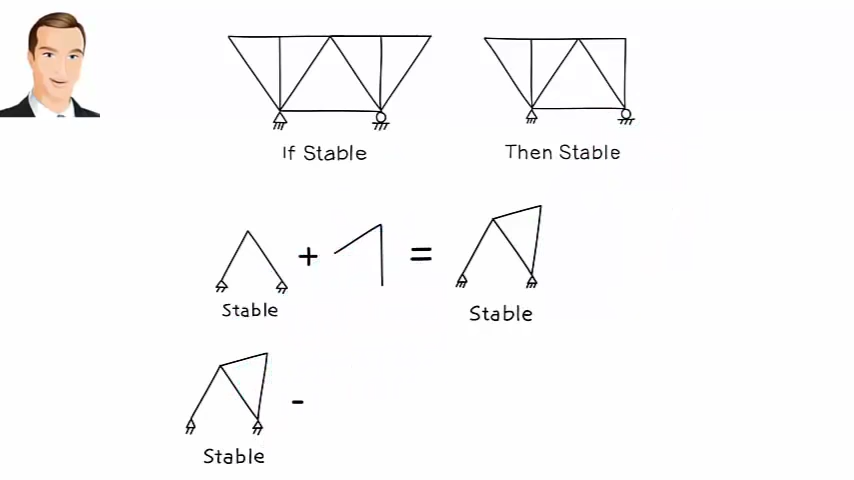 If Stable
Then Stable
+
=
Stable
Stable
-
Stable